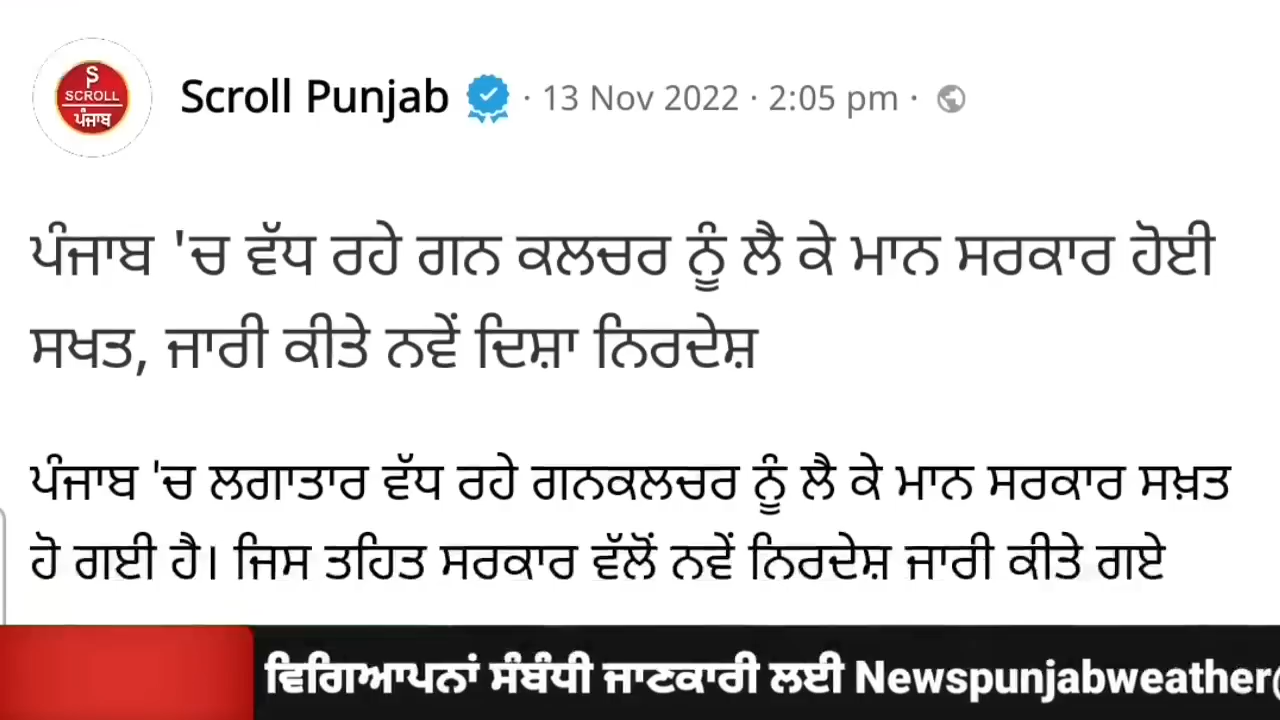 S
P
SCROLL
ਪੰਜਾਬ
Scroll Punjab · 13 Nov 2022 · 2:05 pm ·
ਪੰਜਾਬ 'ਚ ਵੱਧ ਰਹੇ ਗਨ ਕਲਚਰ ਨੂੰ ਲੈ ਕੇ ਮਾਨ ਸਰਕਾਰ ਹੋਈ
ਸਖਤ, ਜਾਰੀ ਕੀਤੇ ਨਵੇਂ ਦਿਸ਼ਾ ਨਿਰਦੇਸ਼
ਪੰਜਾਬ 'ਚ ਲਗਾਤਾਰ ਵੱਧ ਰਹੇ ਗਨਕਲਚਰ ਨੂੰ ਲੈ ਕੇ ਮਾਨ ਸਰਕਾਰ ਸਖ਼ਤ
ਹੋ ਗਈ ਹੈ। ਜਿਸ ਤਹਿਤ ਸਰਕਾਰ ਵੱਲੋਂ ਨਵੇਂ ਨਿਰਦੇਸ਼ ਜਾਰੀ ਕੀਤੇ ਗਏ
ਵਿਗਿਆਪਨਾਂ ਸੰਬੰਧੀ ਜਾਣਕਾਰੀ ਲਈ Newspunjabweather@